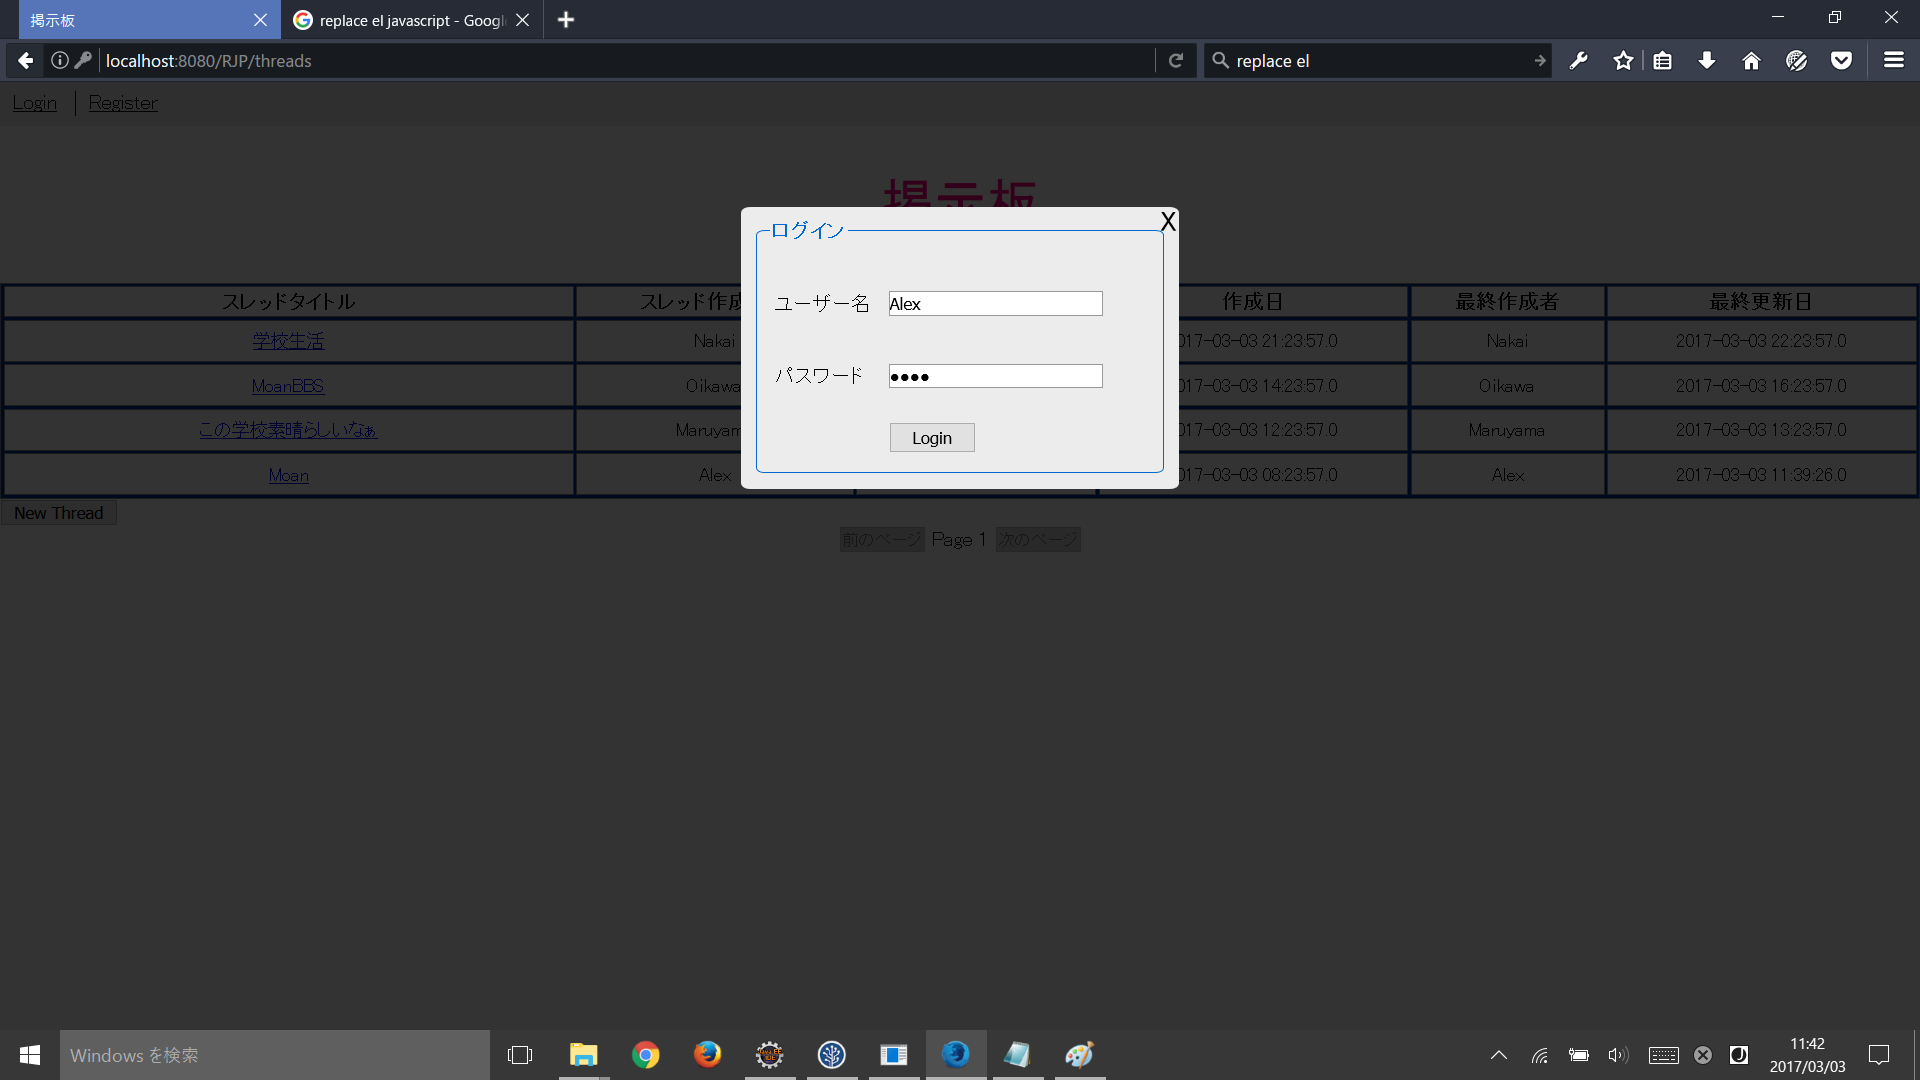 掲示板
replace el javascript - Googl
localhost:8080/RJP/threads
replace el
Login
Register
掲示板
X
ログイン
ユーザー名
Alex
パスワード
Login
スレッドタイトル
スレッド作成
作成日
最終作成者
最終更新日
学校生活
Nakai
017-03-03 21:23:57.0
Nakai
2017-03-03 22:23:57.0
MoanBBS
Oikawa
017-03-03 14:23:57.0
Oikawa
2017-03-03 16:23:57.0
この学校素晴らしいなぁ
Maruyam
017-03-03 12:23:57.0
Maruyama
2017-03-03 13:23:57.0
Moan
Alex
017-03-03 08:23:57.0
Alex
2017-03-03 11:39:26.0
New Thread
前のページ
Page 1
次のページ
Windows を検索
11:42
2017/03/03